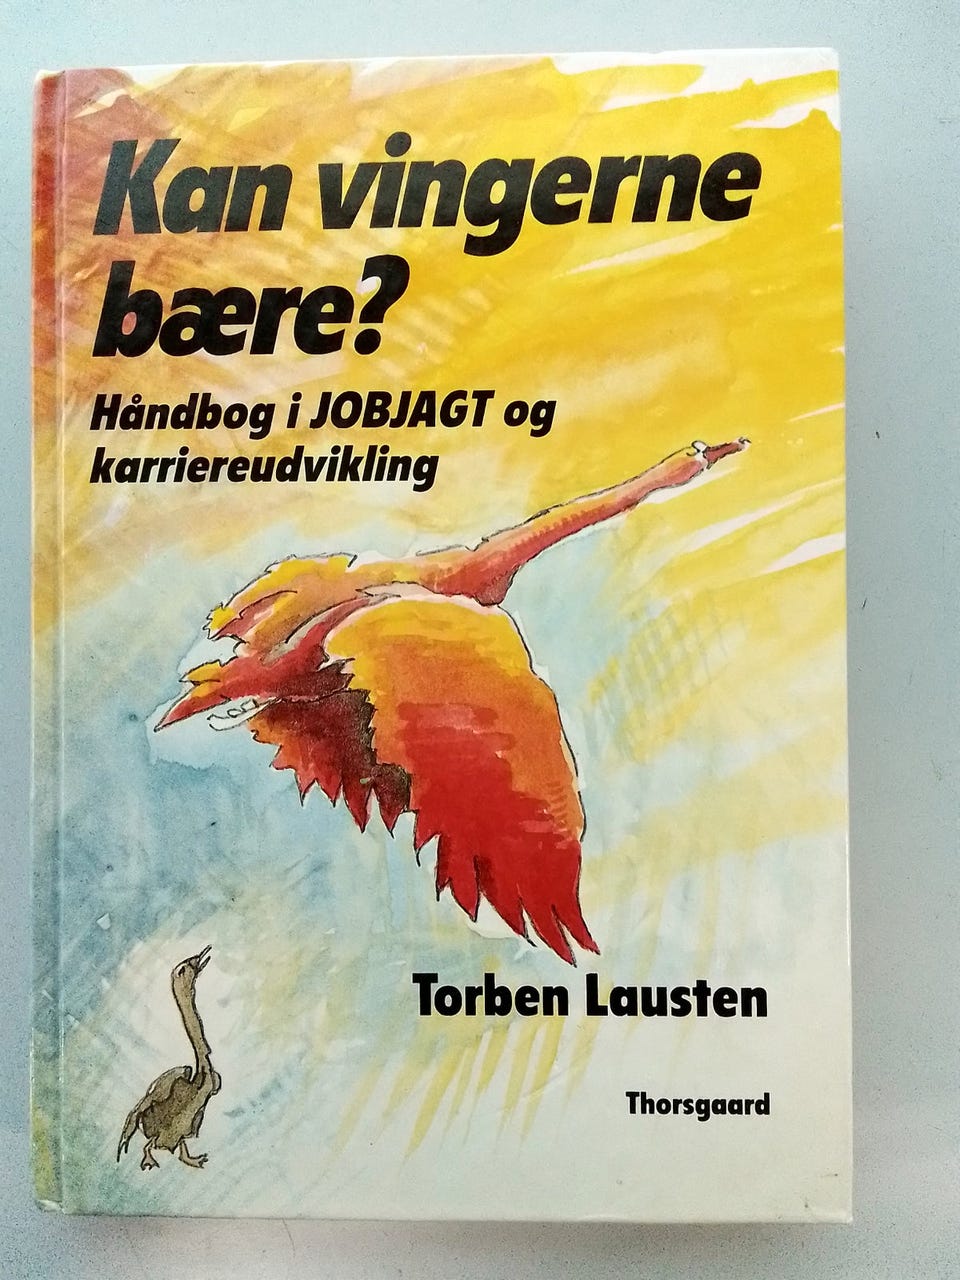 Kan vingerne
bære?
Håndbog i JOBJAGT og
karriereudvikling
Torben Lausten
Thorsgaard